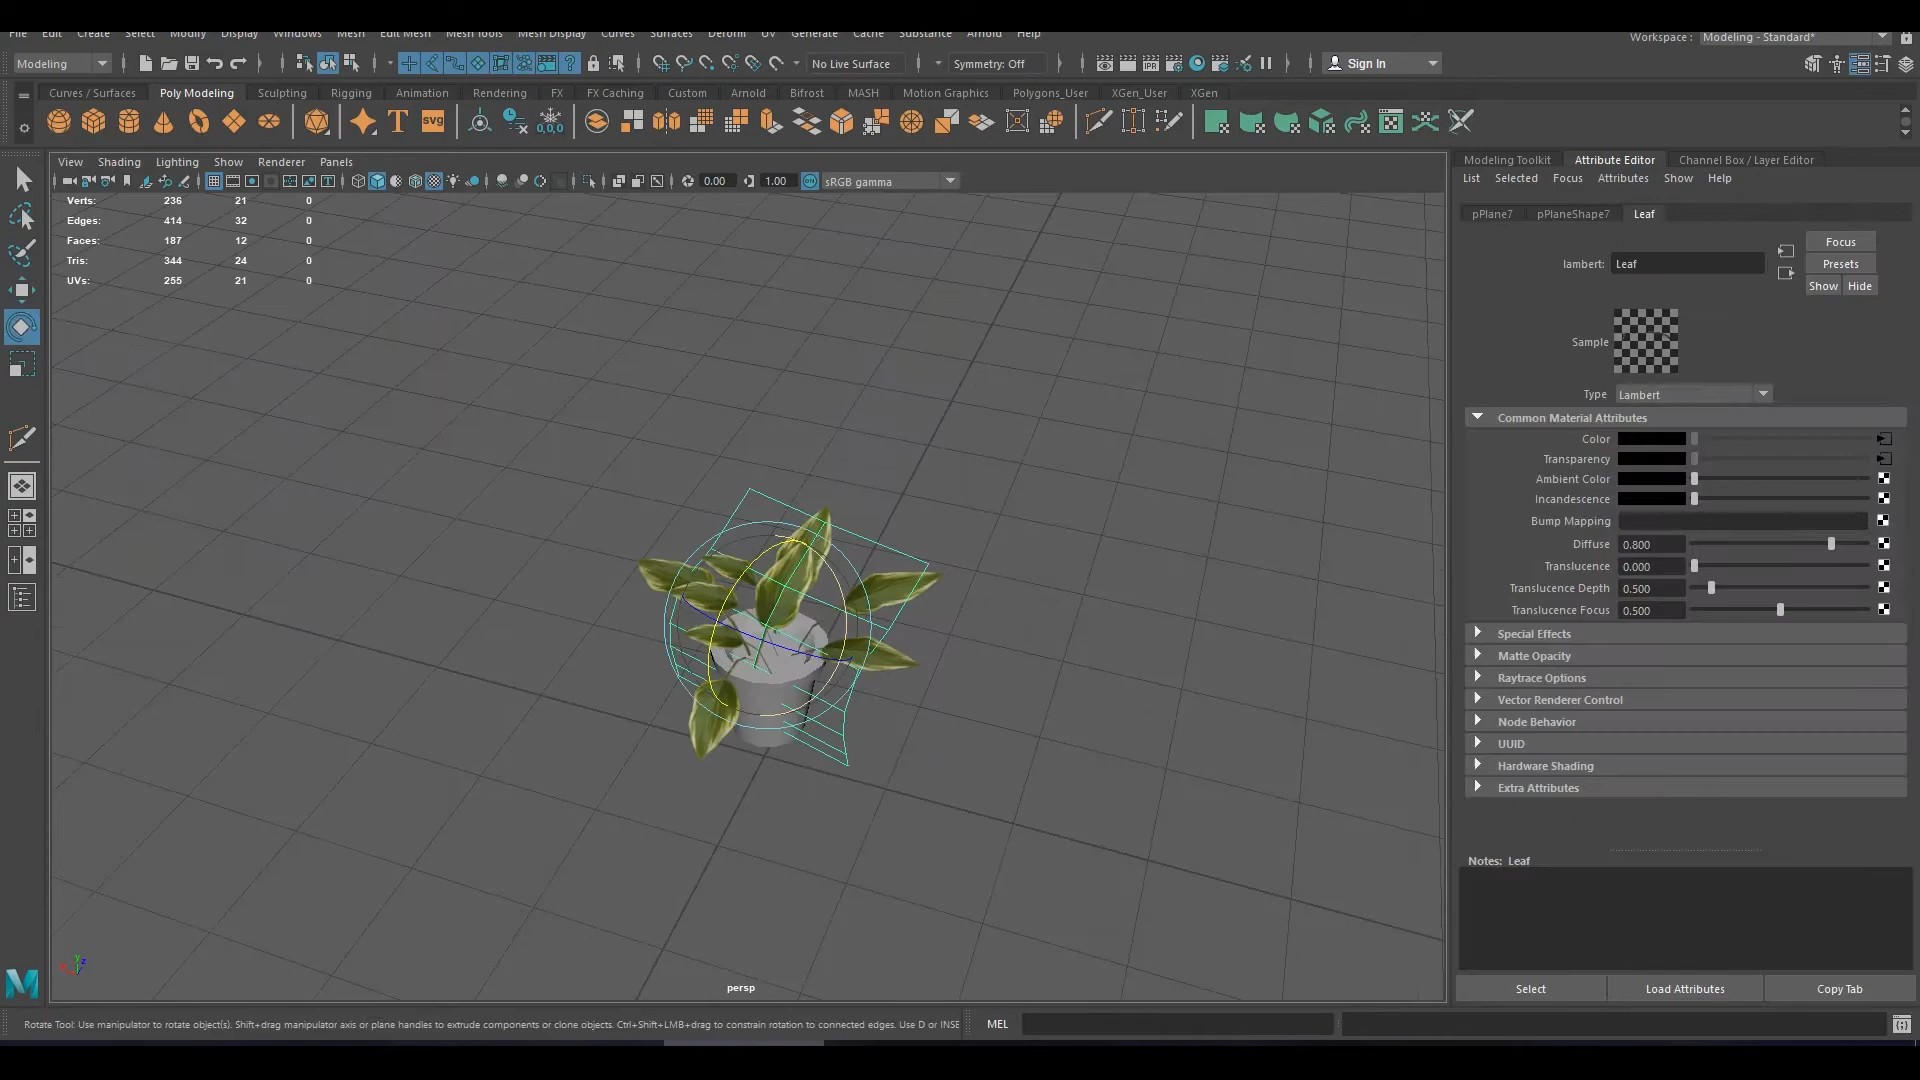 File Edit Create Select Modify Display Windows Mesh Edit Mesh Mesh Tools Mesh Display Curves Surfaces Deform UV Generate Cache Substance Arnold Help
Workspace : Modeling - Standard*
Modeling No Live Surface Symmetry: Off IPR Sign In
Curves / Surfaces Poly Modeling Sculpting Rigging Animation Rendering FX FX Caching Custom Arnold Bifrost MASH Motion Graphics Polygons_User XGen_User XGen
T svg 0,0,0
View Shading Lighting Show Renderer Panels
0.00 1.00 ON sRGB gamma
Verts: 236 21 0
Edges: 414 32 0
Faces: 187 12 0
Tris: 344 24 0
UVs: 255 21 0
persp
Modeling Toolkit Attribute Editor Channel Box / Layer Editor
List Selected Focus Attributes Show Help
pPlane7 pPlaneShape7 Leaf
lambert: Leaf
Focus
Presets
Show Hide
Sample
Type Lambert
Common Material Attributes
Color
Transparency
Ambient Color
Incandescence
Bump Mapping
Diffuse 0.800
Translucence 0.000
Translucence Depth 0.500
Translucence Focus 0.500
Special Effects
Matte Opacity
Raytrace Options
Vector Renderer Control
Node Behavior
UUID
Hardware Shading
Extra Attributes
Notes: Leaf
Select Load Attributes Copy Tab
Rotate Tool: Use manipulator to rotate object(s). Shift+drag manipulator axis or plane handles to extrude components or clone objects. Ctrl+Shift+LMB+drag to constrain rotation to connected edges. Use D or INSE
MEL